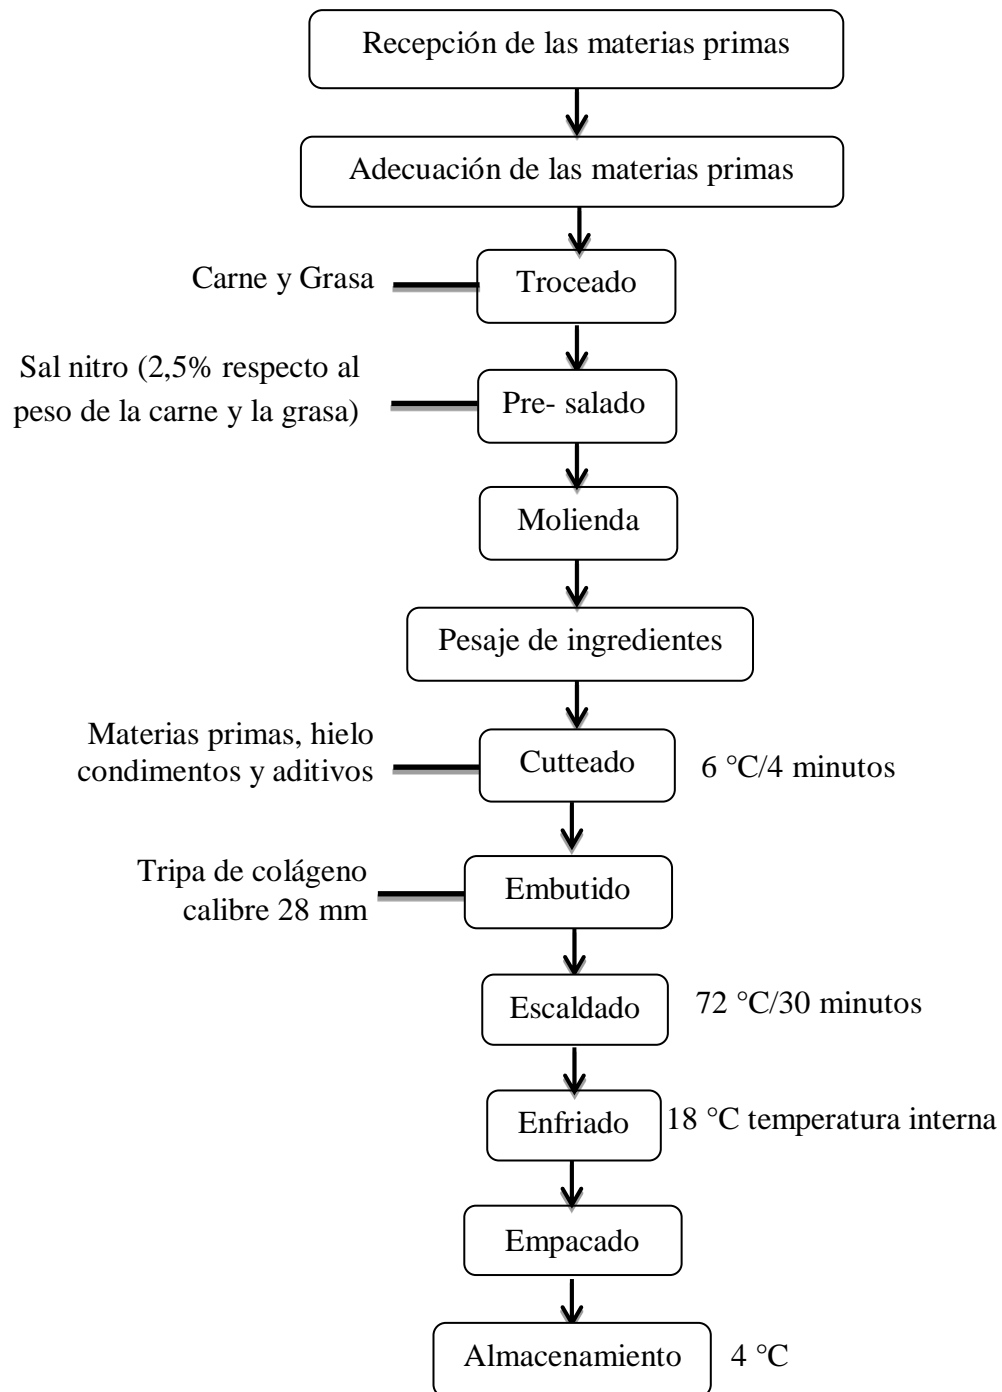 Recepción de las materias prima
Adecuación de las materias primas
Carne y Grasa
Troceado
Sal nitro (2,5% respecto al
peso de la carne y la grasa)
Pre- salado
Molienda
Pesaje de ingredientes
Materias primas, hielo
condimentos y aditivos
Cutteado
6 °C/4 minutos
Tripa de colágeno
calibre 28 mm
Embutido
Escaldado
72 °C/30 minutos
Enfriado
18 °C temperatura interna
Empacado
Almacenamiento
4 °C